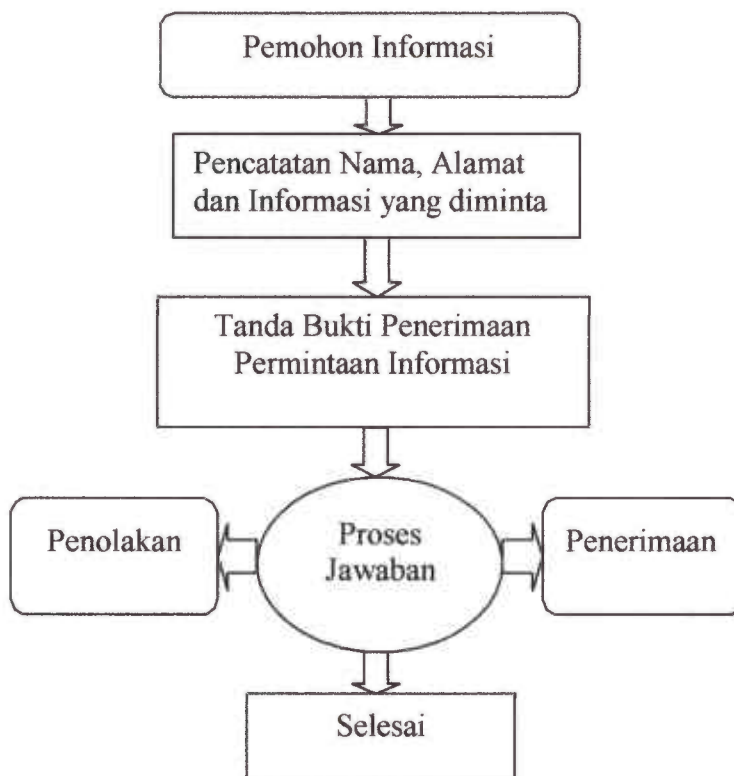 Pemohon Informasi
Pencatatan Nama, Alamat
dan Informasi yang diminta
Tanda Bukti Penerimaan
Permintaan Informasi
Penolakan
Proses
Jawaban
Penerimaan
Selesai